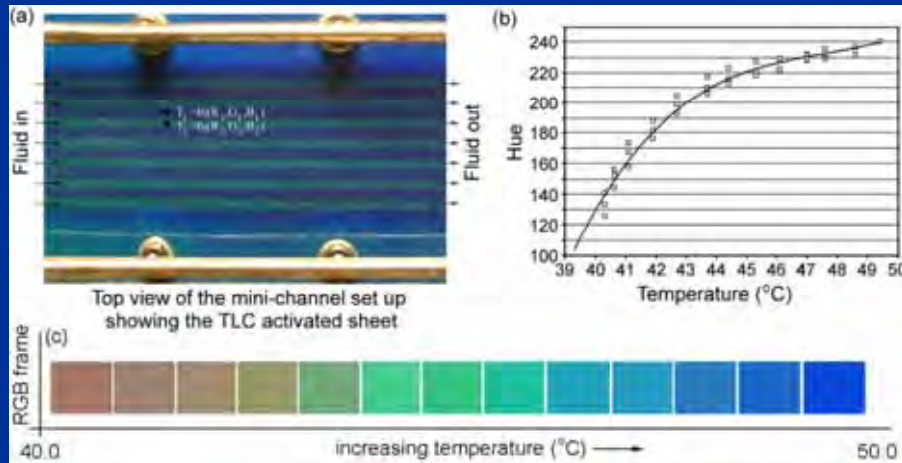 (a)
Fluid in
Fluid out
Top view of the mini-channel set up
showing the TLC activated sheet
(b)
Hue
240
220
200
180
160
140
120
100
39 40 41 42 43 44 45 46 47 48 49 50
Temperature (°C)
(c)
RGB frame
40.0
increasing temperature (°C)
50.0